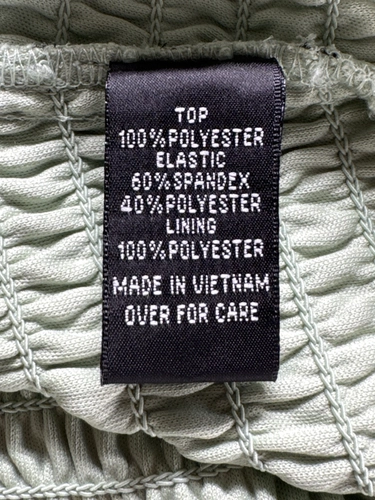 TOP
100%POLYESTER
ELASTIC
60%SPANDEX
40%POLYESTER
LINING
100%POLYESTER
MADE IN VIETNAM
OVER FOR CARE